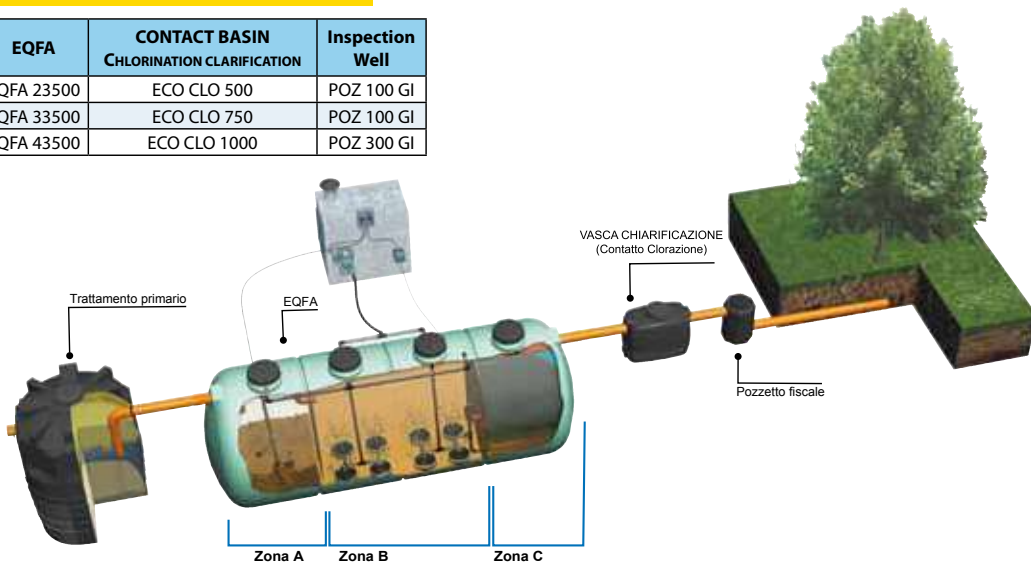 EQFA
CONTACT BASIN
CHLORINATION CLARIFICATION
Inspection
Well
QFA 23500
ECO CLO 500
POZ 100 GI
QFA 33500
ECO CLO 750
POZ 100 GI
QFA 43500
ECO CLO 1000
POZ 300 GI
VASCA CHIARIFICAZIONE
(Contatto Clorazione)
Trattamento primario
EQFA
Pozzetto fiscale
Zona A
Zona B
Zona C